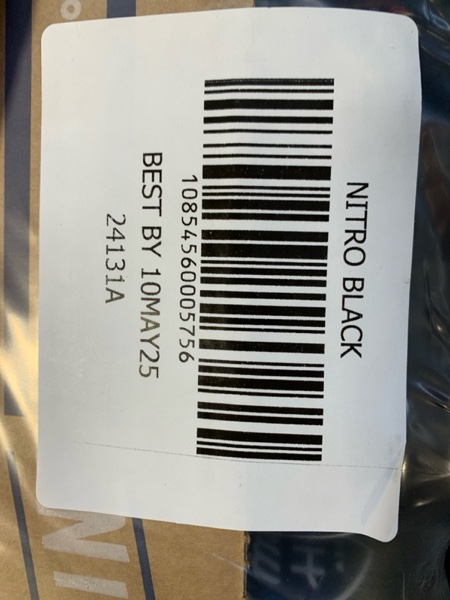 NITRO BLACK
10854560005756
BEST BY 10MAY25
24131A